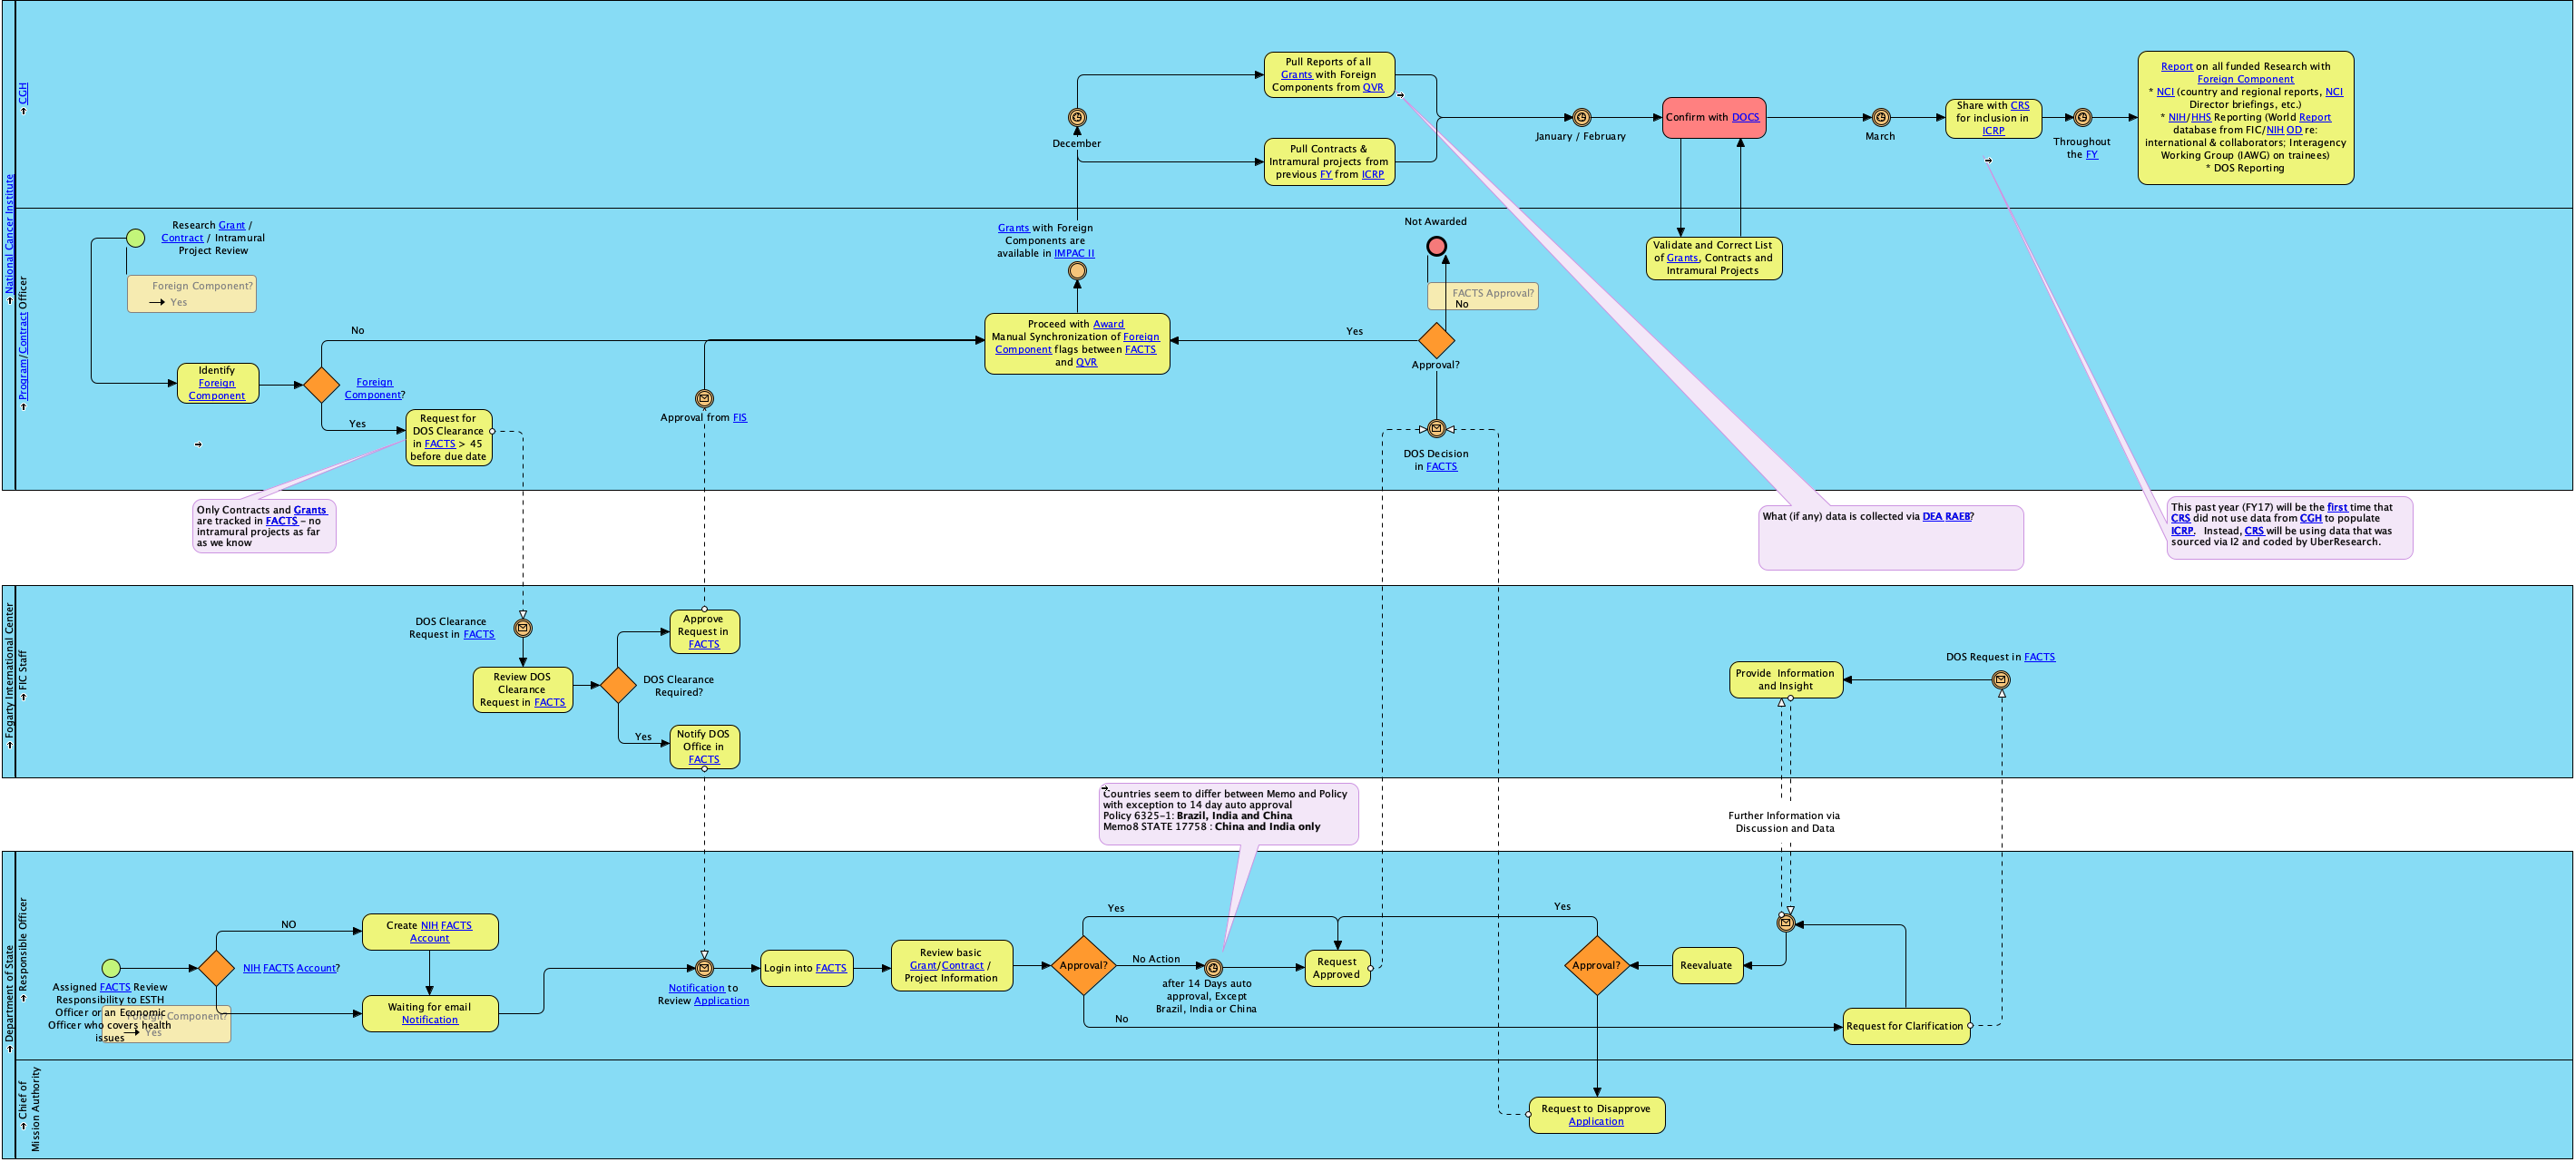 National Cancer Institute
CGH
Pull Reports of all
Grants with Foreign
Components from QVR
December
Pull Contracts &
Intramural projects from
previous FY from ICRP
January / February
Confirm with DOCS
March
Share with CRS
for inclusion in
ICRP
Throughout
the FY
Report on all funded Research with
Foreign Component
* NCI (country and regional reports, NCI
Director briefings, etc.)
* NIH/HHS Reporting (World Report
database from FIC/NIH OD re:
international & collaborators; Interagency
Working Group (IAWG) on trainees)
* DOS Reporting
Program/Contract Officer
Research Grant /
Contract / Intramural
Project Review
Foreign Component?
Yes
Identify
Foreign
Component
No
Foreign
Component?
Yes
Request for
DOS Clearance
in FACTS > 45
before due date
Approval from FIS
Grants with Foreign
Components are
available in IMPAC II
Proceed with Award
Manual Synchronization of Foreign
Component flags between FACTS
and QVR
Yes
Not Awarded
FACTS Approval?
No
Approval?
DOS Decision
in FACTS
Validate and Correct List
of Grants, Contracts and
Intramural Projects
Only Contracts and Grants
are tracked in FACTS - no
intramural projects as far
as we know
What (if any) data is collected via DEA RAEB?
This past year (FY17) will be the first time that
CRS did not use data from CGH to populate
ICRP. Instead, CRS will be using data that was
sourced via I2 and coded by UberResearch.
Fogarty International Center
FIC Staff
DOS Clearance
Request in FACTS
Review DOS
Clearance
Request in FACTS
DOS Clearance
Required?
Approve
Request in
FACTS
Yes
Notify DOS
Office in
FACTS
Provide Information
and Insight
DOS Request in FACTS
Countries seem to differ between Memo and Policy
with exception to 14 day auto approval
Policy 6325-1: Brazil, India and China
Memo8 STATE 17758 : China and India only
Further Information via
Discussion and Data
Department of State
Responsible Officer
Assigned FACTS Review
Responsibility to ESTH
Officer or an Economic
Officer who covers health
issues
Foreign Component?
Yes
NIH FACTS Account?
NO
Create NIH FACTS
Account
Waiting for email
Notification
Notification to
Review Application
Login into FACTS
Review basic
Grant/Contract /
Project Information
Approval?
Yes
No Action
No
after 14 Days auto
approval, Except
Brazil, India or China
Request
Approved
Yes
Approval?
Reevaluate
Request for Clarification
Chief of
Mission Authority
Request to Disapprove
Application